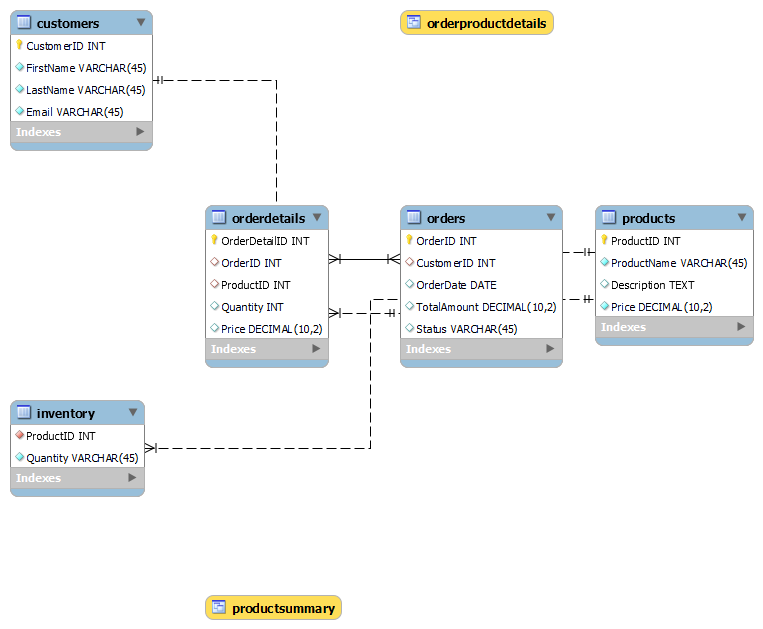 customers
CustomerID INT
FirstName VARCHAR(45)
LastName VARCHAR(45)
Email VARCHAR(45)
Indexes
orderproductdetails
orderdetails
OrderDetailID INT
OrderID INT
ProductID INT
Quantity INT
Price DECIMAL(10,2)
Indexes
orders
OrderID INT
CustomerID INT
OrderDate DATE
TotalAmount DECIMAL(10,2)
Status VARCHAR(45)
Indexes
products
ProductID INT
ProductName VARCHAR(45)
Description TEXT
Price DECIMAL(10,2)
Indexes
inventory
ProductID INT
Quantity VARCHAR(45)
Indexes
productsummary